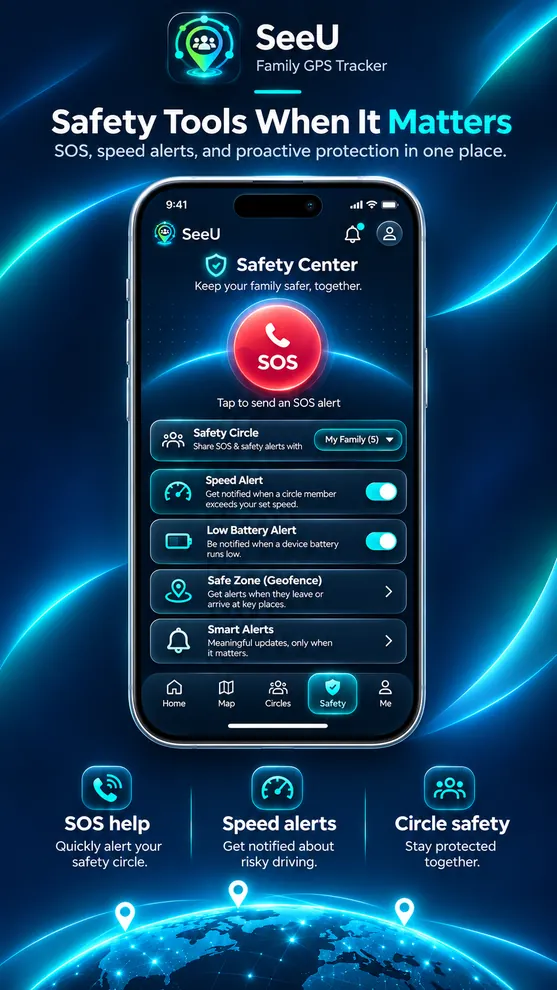 SeeU
Family GPS Tracker
Safety Tools When It Matters
SOS, speed alerts, and proactive protection in one place.
9:41
SeeU
Safety Center
Keep your family safer, together.
SOS
Tap to send an SOS alert
Safety Circle
Share SOS & safety alerts with
My Family (5)
Speed Alert
Get notified when a circle member
exceeds your set speed.
Low Battery Alert
Be notified when a device battery
runs low.
Safe Zone (Geofence)
Get alerts when they leave or
arrive at key places.
Smart Alerts
Meaningful updates, only when
it matters.
Home
Map
Circles
Safety
Me
SOS help
Quickly alert your
safety circle.
Speed alerts
Get notified about
risky driving.
Circle safety
Stay protected
together.